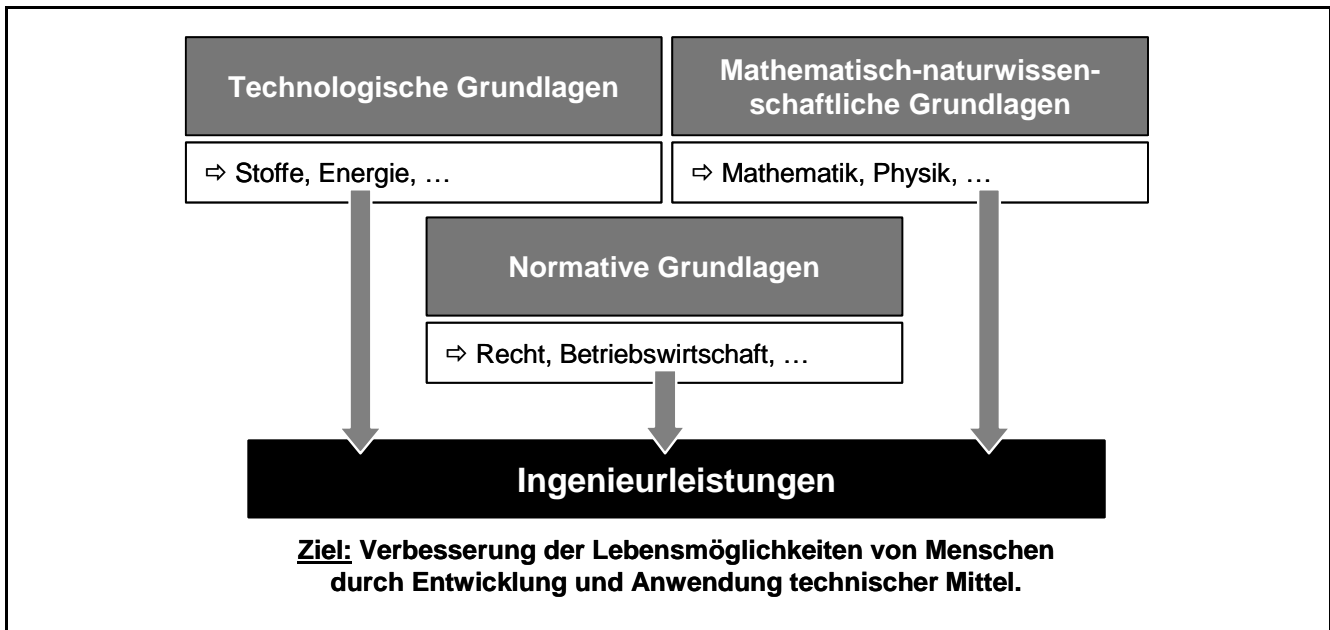 Technologische Grundlagen
⇨ Stoffe, Energie, …
Mathematisch-naturwissen-
schaftliche Grundlagen
⇨ Mathematik, Physik, …
Normative Grundlagen
⇨ Recht, Betriebswirtschaft, …
Ingenieurleistungen
Ziel: Verbesserung der Lebensmöglichkeiten von Menschen
durch Entwicklung und Anwendung technischer Mittel.